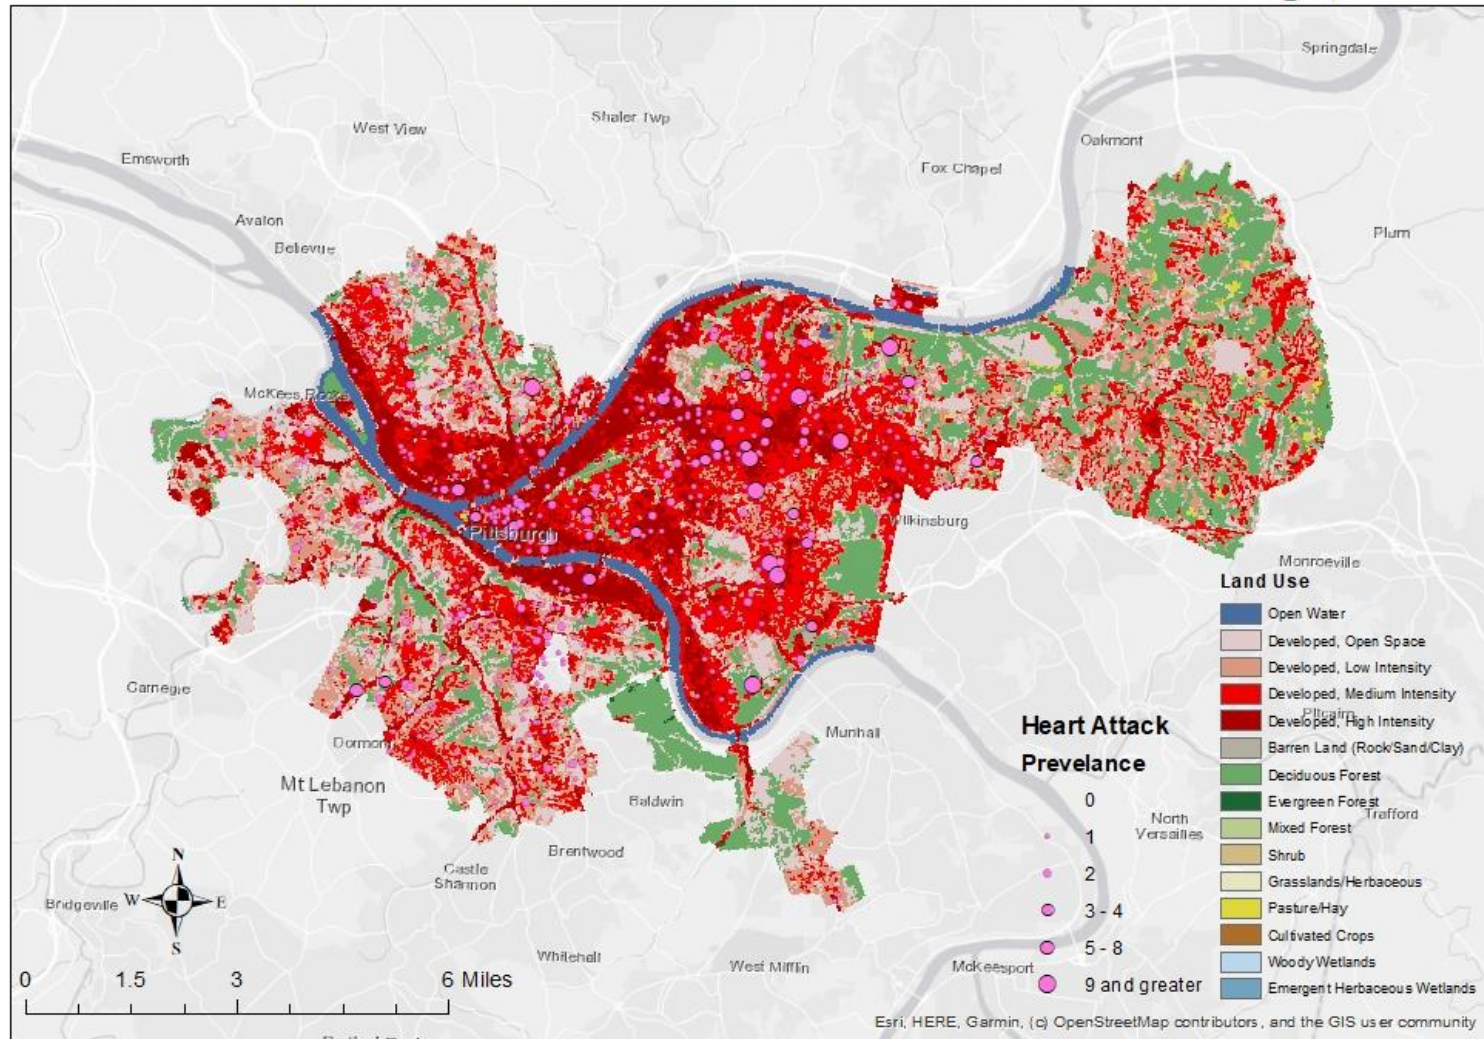 Springdale
Shaler Twp
West View
Oakmont
Emsworth
Fox Chapel
Avalon
Plum
Bellevue
McKees Rocks
Pittsburgh
Wilkinsburg
Monroeville
Land Use
Open Water
Developed, Open Space
Developed, Low Intensity
Developed, Medium Intensity
Developed, High Intensity
Barren Land (Rock/Sand/Clay)
Deciduous Forest
Evergreen Forest
Mixed Forest
Shrub
Grasslands/Herbaceous
Pasture/Hay
Cultivated Crops
Woody Wetlands
Emergent Herbaceous Wetlands
Pitcairn
Trafford
Carnegie
Heart Attack
Prevelance
0
1
2
3 - 4
5 - 8
9 and greater
Munhall
Dormont
Mt Lebanon
Twp
Baldwin
North
Versailles
Brentwood
Castle
Shannon
N
W
E
S
Bridgeville
Whitehall
West Mifflin
McKeesport
0 1.5 3 6 Miles
Esri, HERE, Garmin, (c) OpenStreetMap contributors, and the GIS user community